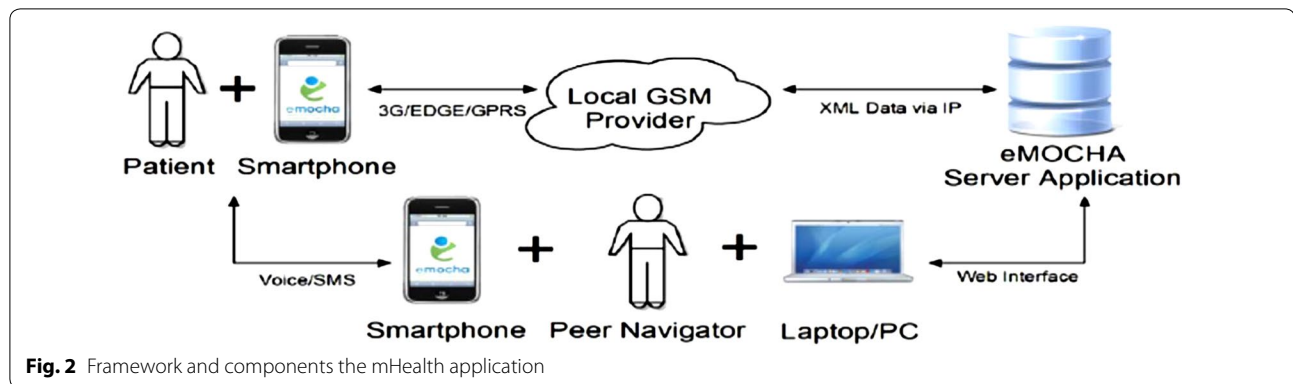 emocha
3G/EDGE/GPRS
Local GSM
Provider
XML Data via IP
Patient
Smartphone
eMOCHA
Server Application
Voice/SMS
emocha
Web Interface
Smartphone
Peer Navigator
Laptop/PC
Fig. 2 Framework and components the mHealth application